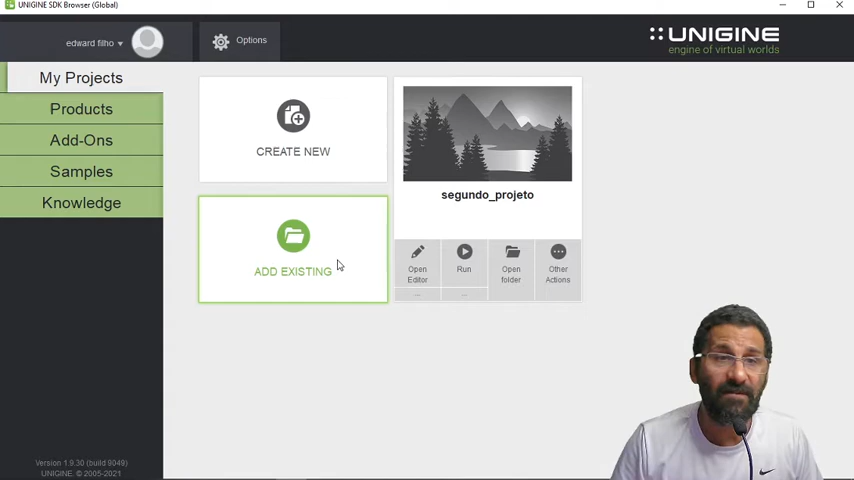 UNIGINE SDK Browser (Global)
edward filho
Options
UNIGINE
engine of virtual worlds
My Projects
Products
Add-Ons
Samples
Knowledge
CREATE NEW
ADD EXISTING
segundo_projeto
Open Editor
Run
Open folder
Other Actions
...
...
Version 1.9.30 (build 9049)
UNIGINE. © 2005-2021